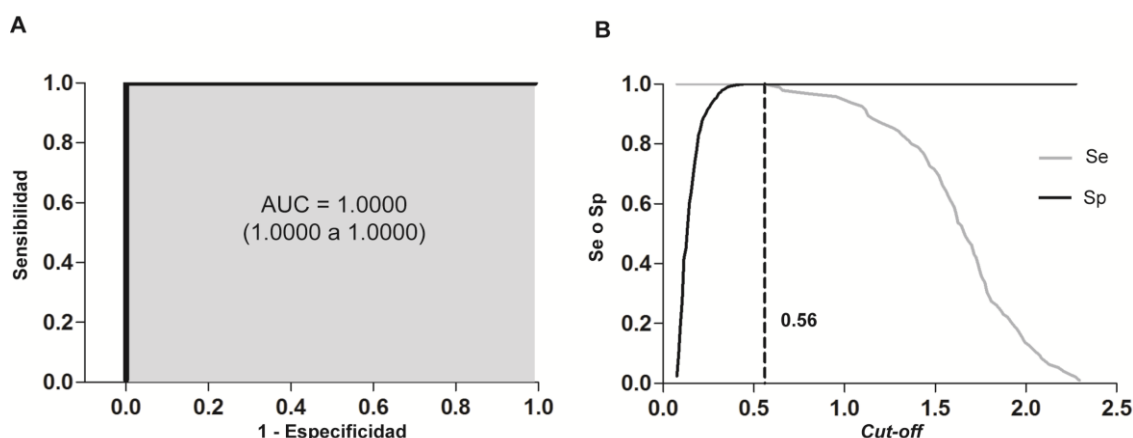 A
Sensibilidad
1.0
0.8
0.6
0.4
0.2
0.0
AUC = 1.0000
(1.0000 a 1.0000)
0.0 0.2 0.4 0.6 0.8 1.0
1 - Especificidad
B
Se o Sp
1.0
0.8
0.6
0.4
0.2
0.0
0.56
Se
Sp
0.0 0.5 1.0 1.5 2.0 2.5
Cut-off